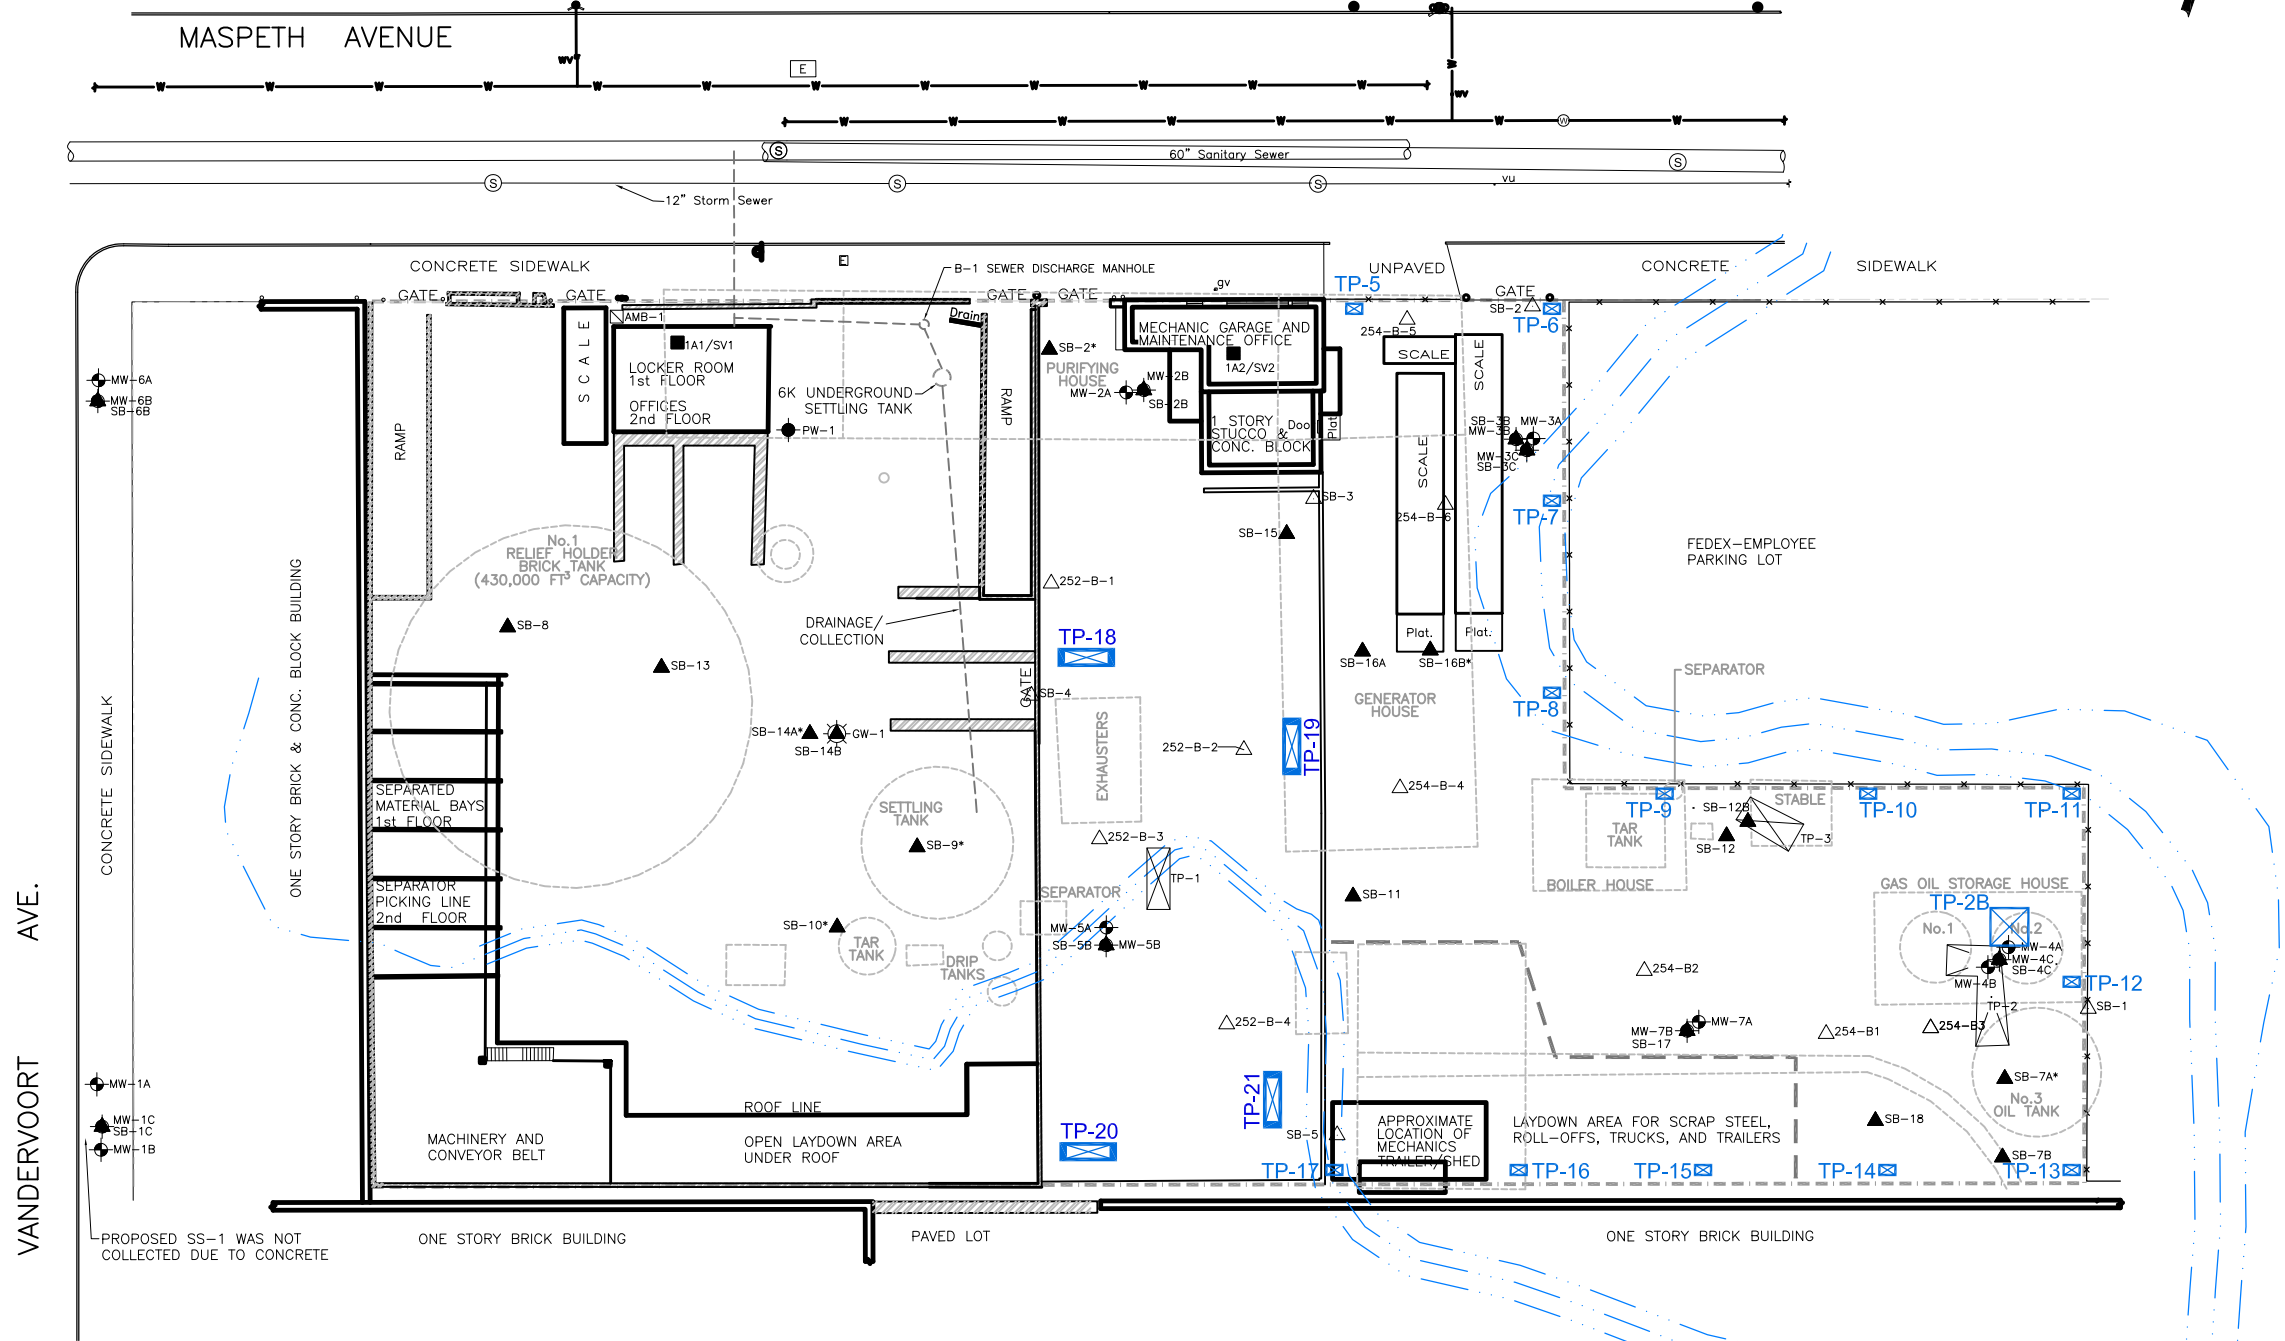 MASPETH AVENUE
WV
E
W W W W W W W W W W W W
W
WV
W W W W W W W W W
S
60" Sanitary Sewer
S
S
S
S
vu
12" Storm Sewer
CONCRETE SIDEWALK
E
B-1 SEWER DISCHARGE MANHOLE
UNPAVED
CONCRETE SIDEWALK
GATE
GATE
GATE
GATE
gv
TP-5
GATE
SB-2
TP-6
AMB-1
Drain
SCALE
1A1/SV1
LOCKER ROOM
1st FLOOR
OFFICES
2nd FLOOR
SB-2*
PURIFYING
HOUSE
MECHANIC GARAGE AND
MAINTENANCE OFFICE
1A2/SV2
254-B-5
SCALE
SCALE
SCALE
MW-6A
MW-6B
SB-6B
6K UNDERGROUND
SETTLING TANK
MW-2B
MW-2A
SB-2B
RAMP
RAMP
PW-1
1 STORY
STUCCO &
CONC. BLOCK
Doo
Plat
SB-3B
MW-3A
MW-3B
MW-3C
SB-3C
SB-3
254-B-6
TP-7
SB-15
No.1
RELIEF HOLDER
BRICK TANK
(430,000 FT³ CAPACITY)
FEDEX-EMPLOYEE
PARKING LOT
252-B-1
ONE STORY BRICK & CONC. BLOCK BUILDING
SB-8
DRAINAGE/
COLLECTION
TP-18
Plat.
Plat.
SB-13
SB-16A
SB-16B*
SEPARATOR
GATE
SB-4
GENERATOR
HOUSE
TP-8
CONCRETE SIDEWALK
SB-14A*
SB-14B
GW-1
EXHAUSTERS
252-B-2
TP-19
254-B-4
SEPARATED
MATERIAL BAYS
1st FLOOR
SETTLING
TANK
SB-9*
252-B-3
TP-1
TP-9
SB-12B
STABLE
TP-10
TP-11
TAR
TANK
SB-12
TP-3
BOILER HOUSE
GAS OIL STORAGE HOUSE
SEPARATOR
PICKING LINE
2nd FLOOR
SEPARATOR
SB-11
TP-2B
No.1
No.2
SB-10*
TAR
TANK
DRIP
TANKS
MW-5A
SB-5B
MW-5B
MW-4A
MW-4C
SB-4C
MW-4B
254-B2
TP-12
TP-2
SB-1
252-B-4
MW-7A
MW-7B
SB-17
254-B1
254-B3
VANDERVOORT AVE.
MW-1A
MW-1C
SB-1C
MW-1B
TP-21
SB-7A*
No.3
OIL TANK
ROOF LINE
MACHINERY AND
CONVEYOR BELT
OPEN LAYDOWN AREA
UNDER ROOF
TP-20
SB-5
APPROXIMATE
LOCATION OF
MECHANICS
TRAILER/SHED
LAYDOWN AREA FOR SCRAP STEEL,
ROLL-OFFS, TRUCKS, AND TRAILERS
SB-18
SB-7B
TP-17
TP-16
TP-15
TP-14
TP-13
PROPOSED SS-1 WAS NOT
COLLECTED DUE TO CONCRETE
ONE STORY BRICK BUILDING
PAVED LOT
ONE STORY BRICK BUILDING